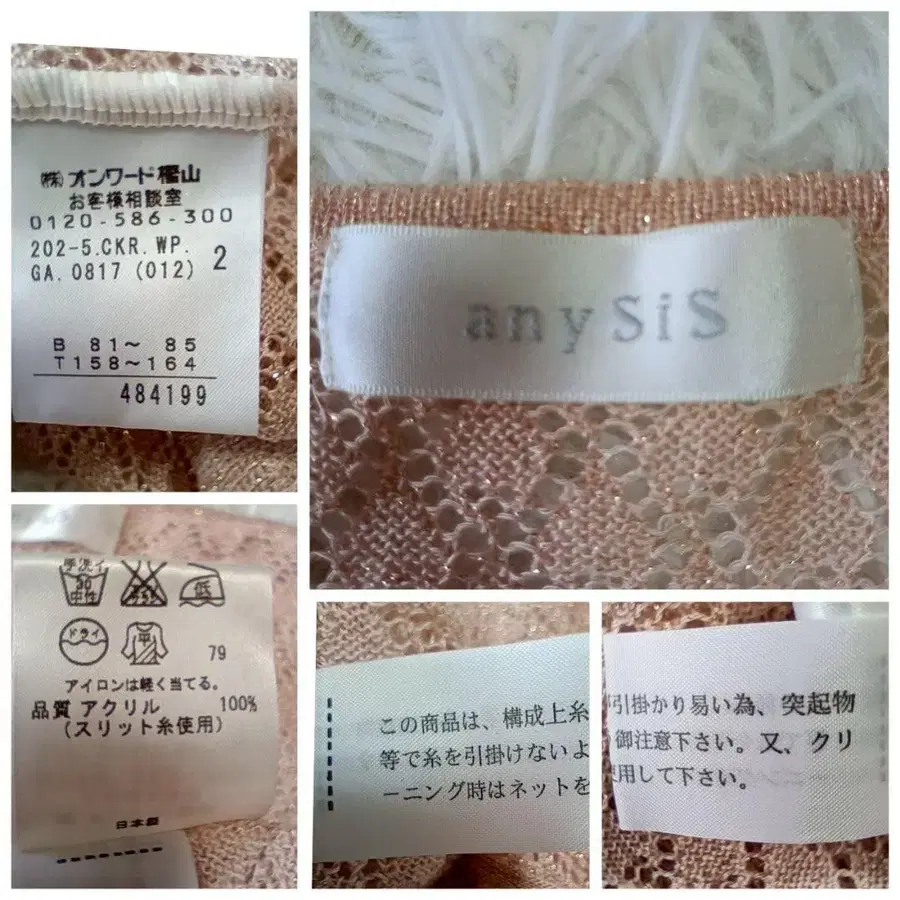 (株)オンワード樫山
お客様相談室
0120-586-300
202-5.CKR.WP.
GA.0817 (012) 2
B 81〜 85
T158〜164
484199
anySiS
手洗イ
30
中性
低
ドライ
平
79
アイロンは軽く当てる。
品質 アクリル 100%
(スリット糸使用)
日本製
この商品は、構成上糸
等で糸を引掛けないよ
ーニング時はネットを
引掛かり易い為、突起物
御注意下さい。又、クリ
用して下さい。